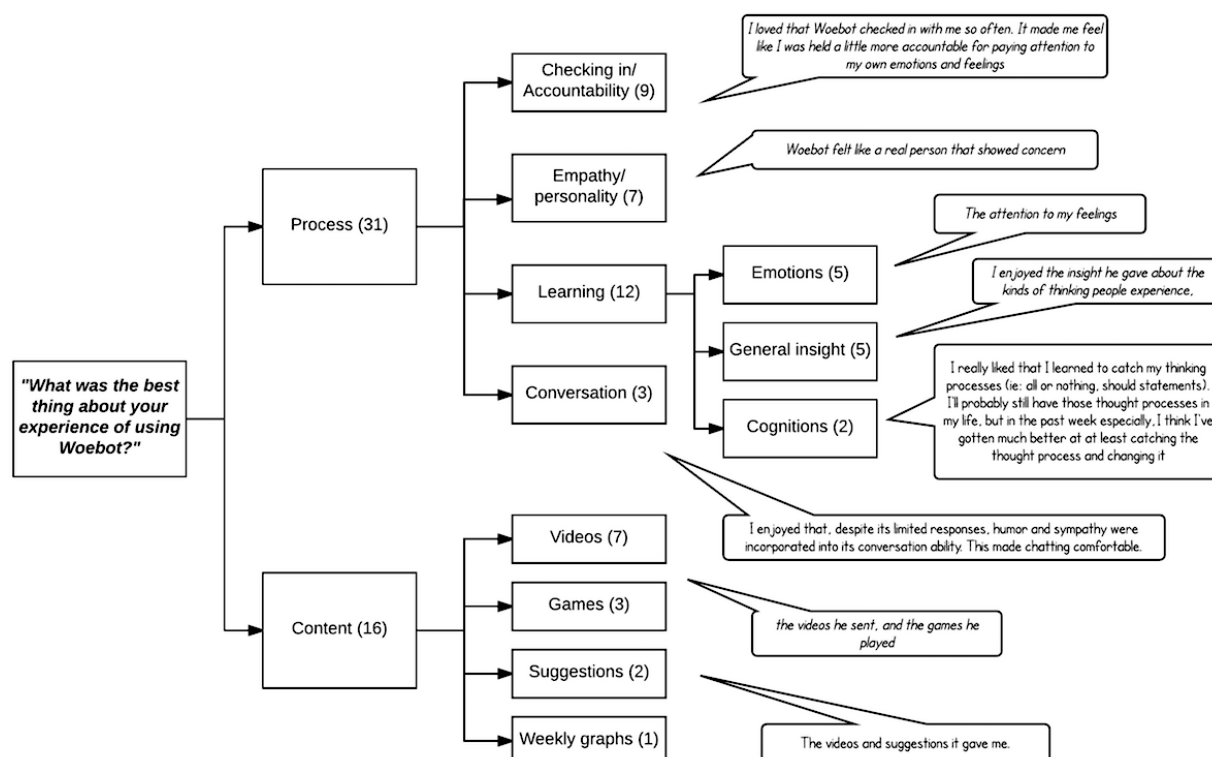 "What was the best
thing about your
experience of using
Woebot?"
Process (31)
Checking in/
Accountability (9)
I loved that Woebot checked in with me so often. It made me feel
like I was held a little more accountable for paying attention to
my own emotions and feelings
Empathy/
personality (7)
Woebot felt like a real person that showed concern
Learning (12)
Emotions (5)
The attention to my feelings
General insight (5)
I enjoyed the insight he gave about the
kinds of thinking people experience,
Cognitions (2)
I really liked that I learned to catch my thinking
processes (ie: all or nothing, should statements).
I'll probably still have those thought processes in
my life, but in the past week especially, I think I've
gotten much better at at least catching the
thought process and changing it
Conversation (3)
I enjoyed that, despite its limited responses, humor and sympathy were
incorporated into its conversation ability. This made chatting comfortable.
Content (16)
Videos (7)
the videos he sent, and the games he
played
Games (3)
Suggestions (2)
The videos and suggestions it gave me.
Weekly graphs (1)